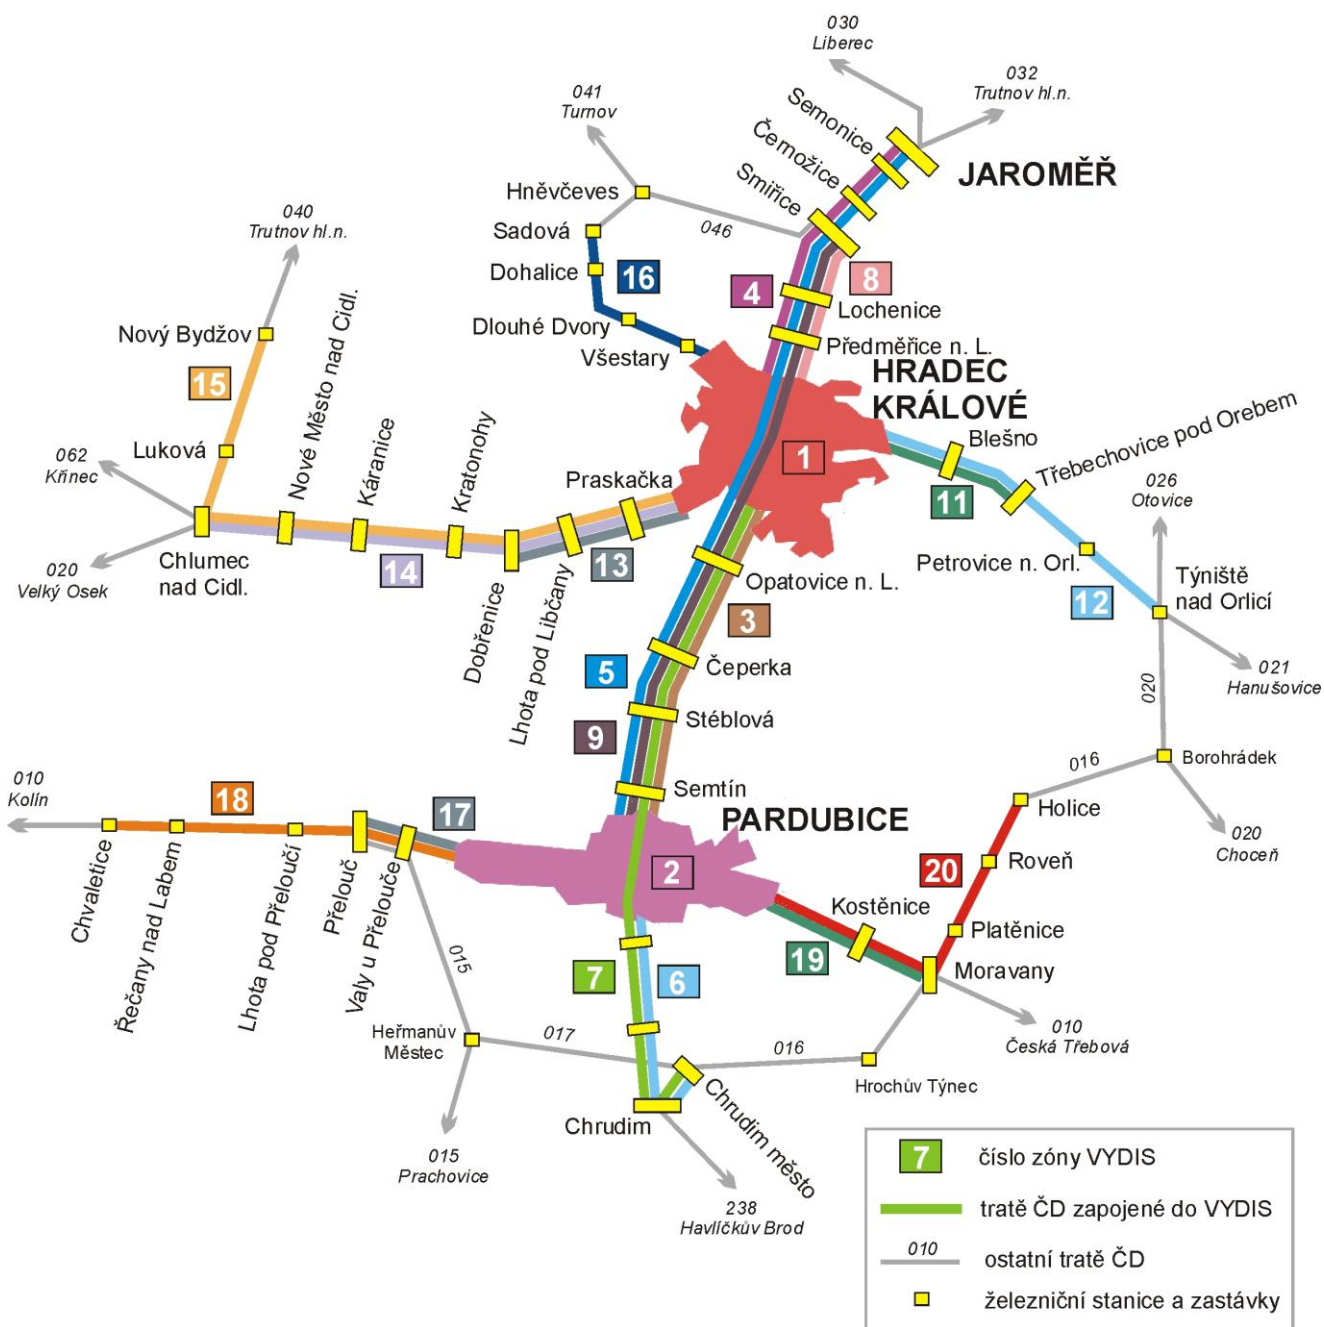 030
Liberec
032
Trutnov hl.n.
041
Turnov
Semonice
Černožice
Smiřice
JAROMĚŘ
Hněvčeves
046
Sadová
040
Trutnov hl.n.
Dohalice
16
4
8
Lochenice
Nový Bydžov
Dlouhé Dvory
Předměřice n. L.
Všestary
HRADEC
KRÁLOVÉ
15
Nové Město nad Cidl.
Káranice
Kratonohy
Blešno
Třebechovice pod Orebem
Luková
062
Křinec
Praskačka
1
11
026
Otovice
020
Velký Osek
Chlumec
nad Cidl.
14
13
Opatovice n. L.
Petrovice n. Orl.
Týniště
nad Orlicí
12
Dobřenice
Lhota pod Libčany
3
5
Čeperka
021
Hanušovice
020
9
Stéblová
016
Borohrádek
010
Kolín
18
17
Semtín
PARDUBICE
Holice
020
Choceň
Chvaletice
Řečany nad Labem
Lhota pod Přeloučí
Přelouč
Valy u Přelouče
2
20
Roveň
Kostěnice
Platěnice
015
7
6
19
Moravany
Heřmanův
Městec
017
016
010
Česká Třebová
Hrochův Týnec
Chrudim
Chrudim město
015
Prachovice
238
Havlíčkův Brod
7
číslo zóny VYDIS
tratě ČD zapojené do VYDIS
010
ostatní tratě ČD
železniční stanice a zastávky